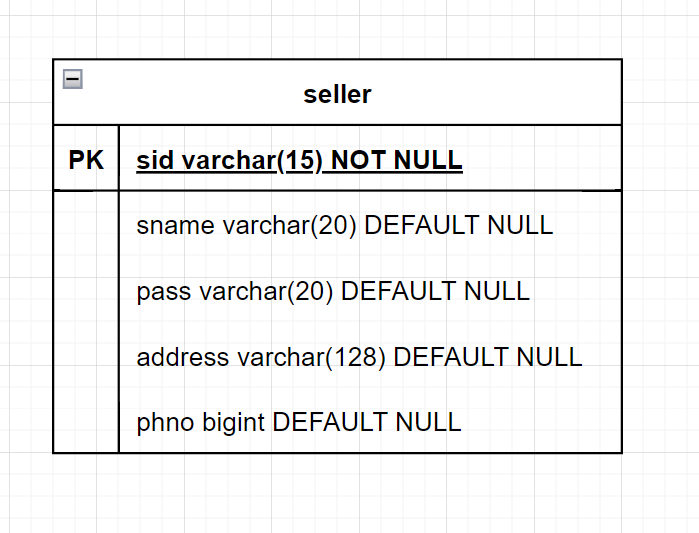 seller
PK sid varchar(15) NOT NULL
sname varchar(20) DEFAULT NULL
pass varchar(20) DEFAULT NULL
address varchar(128) DEFAULT NULL
phno bigint DEFAULT NULL